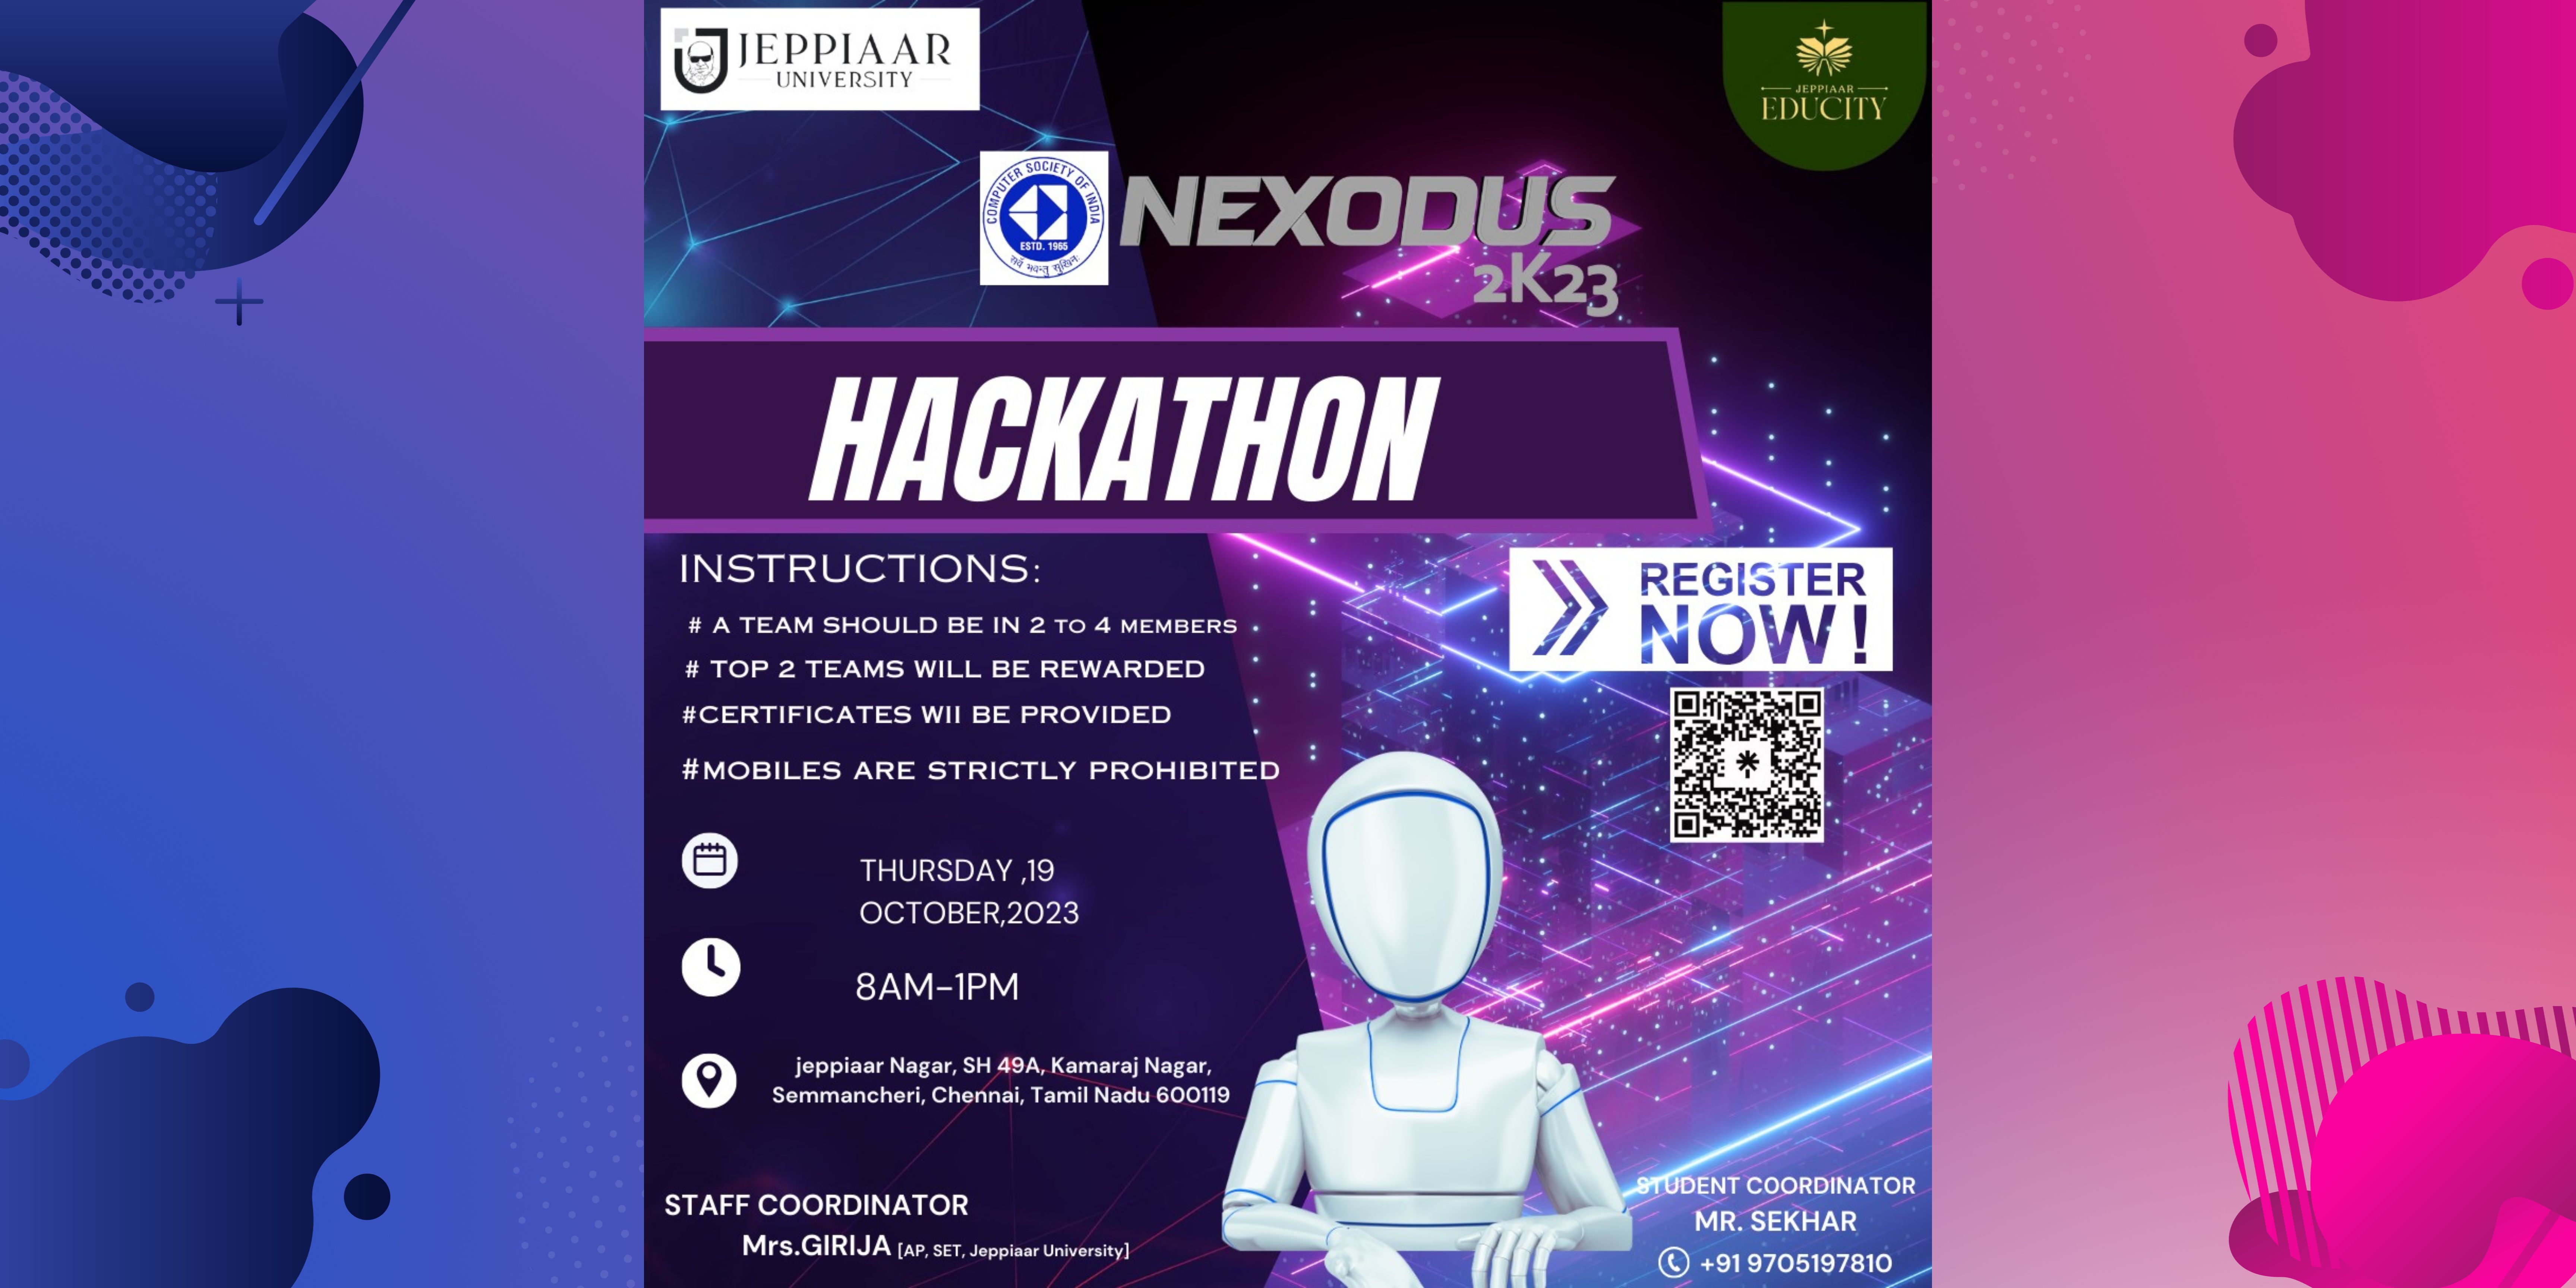 JEPPIAAR
UNIVERSITY
JEPPIAAR
EDUCITY
COMPUTER SOCIETY OF INDIA
ESTD. 1965
सर्वे भवन्तु सुखिनः
NEXODUS
2K23
HACKATHON
INSTRUCTIONS:
# A TEAM SHOULD BE IN 2 TO 4 MEMBERS
# TOP 2 TEAMS WILL BE REWARDED
#CERTIFICATES WII BE PROVIDED
#MOBILES ARE STRICTLY PROHIBITED
REGISTER
NOW!
THURSDAY ,19
OCTOBER,2023
8AM-1PM
jeppiaar Nagar, SH 49A, Kamaraj Nagar,
Semmancheri, Chennai, Tamil Nadu 600119
STAFF COORDINATOR
Mrs.GIRIJA [AP, SET, Jeppiaar University]
STUDENT COORDINATOR
MR. SEKHAR
+91 9705197810